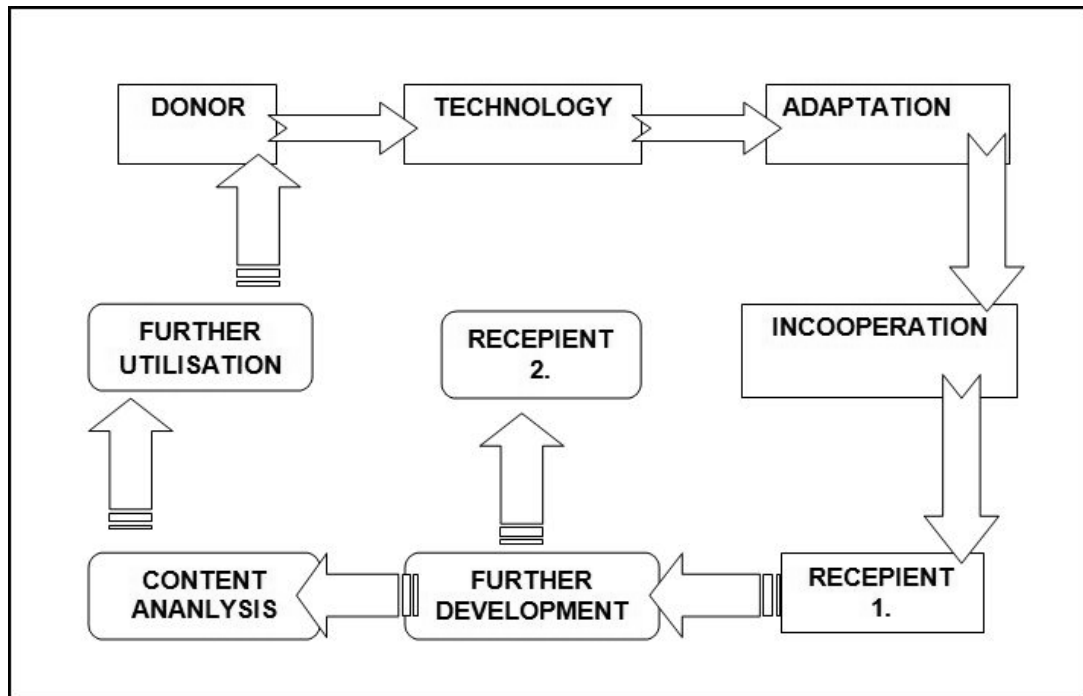 DONOR
TECHNOLOGY
ADAPTATION
FURTHER
UTILISATION
RECEPIENT
2.
INCOOPERATION
CONTENT
ANANLYSIS
FURTHER
DEVELOPMENT
RECEPIENT
1.